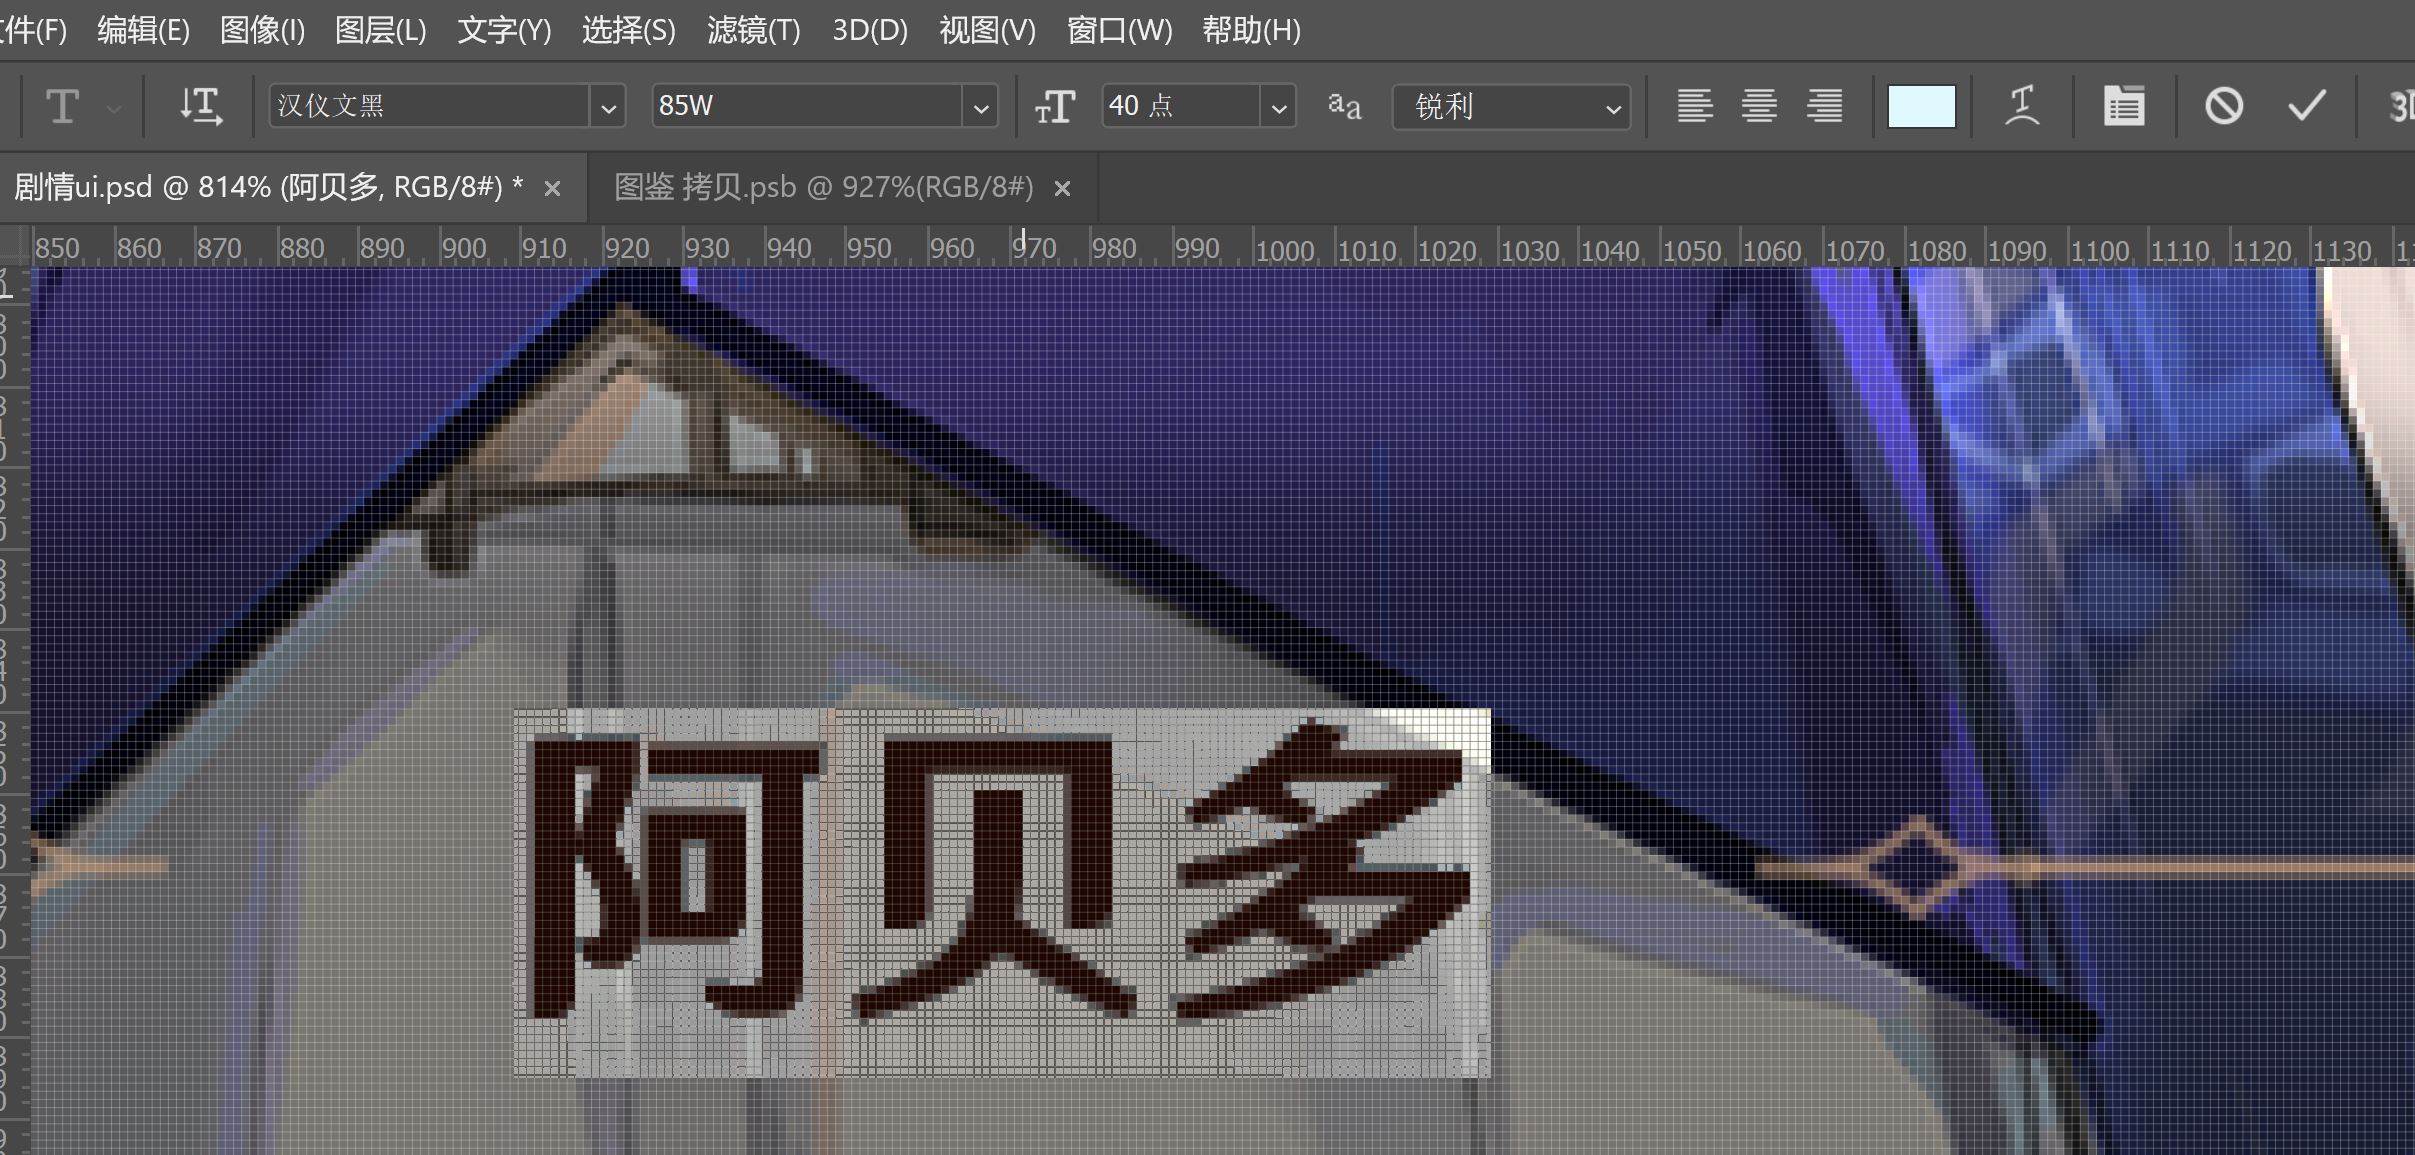 文件(F) 编辑(E) 图像(I) 图层(L) 文字(Y) 选择(S) 滤镜(T) 3D(D) 视图(V) 窗口(W) 帮助(H)
T 汉仪文黑 85W 40 点 aa 锐利 3D
剧情ui.psd @ 814% (阿贝多, RGB/8#) * × 图鉴 拷贝.psb @ 927%(RGB/8#) ×
850 860 870 880 890 900 910 920 930 940 950 960 970 980 990 1000 1010 1020 1030 1040 1050 1060 1070 1080 1090 1100 1110 1120 1130
阿贝多